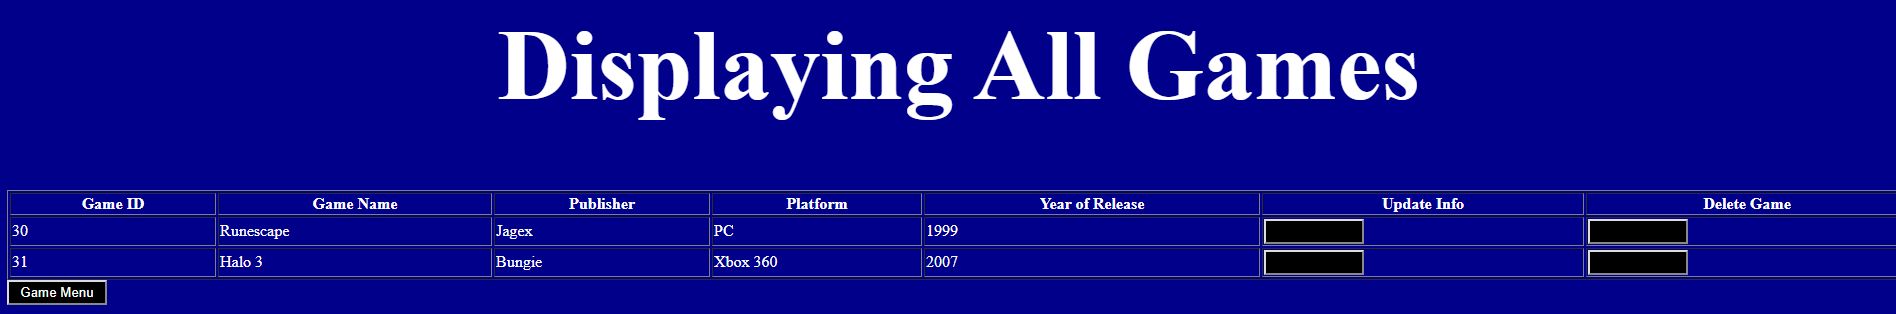 Displaying All Games
Game ID Game Name Publisher Platform Year of Release Update Info Delete Game
30 Runescape Jagex PC 1999
31 Halo 3 Bungie Xbox 360 2007
Game Menu